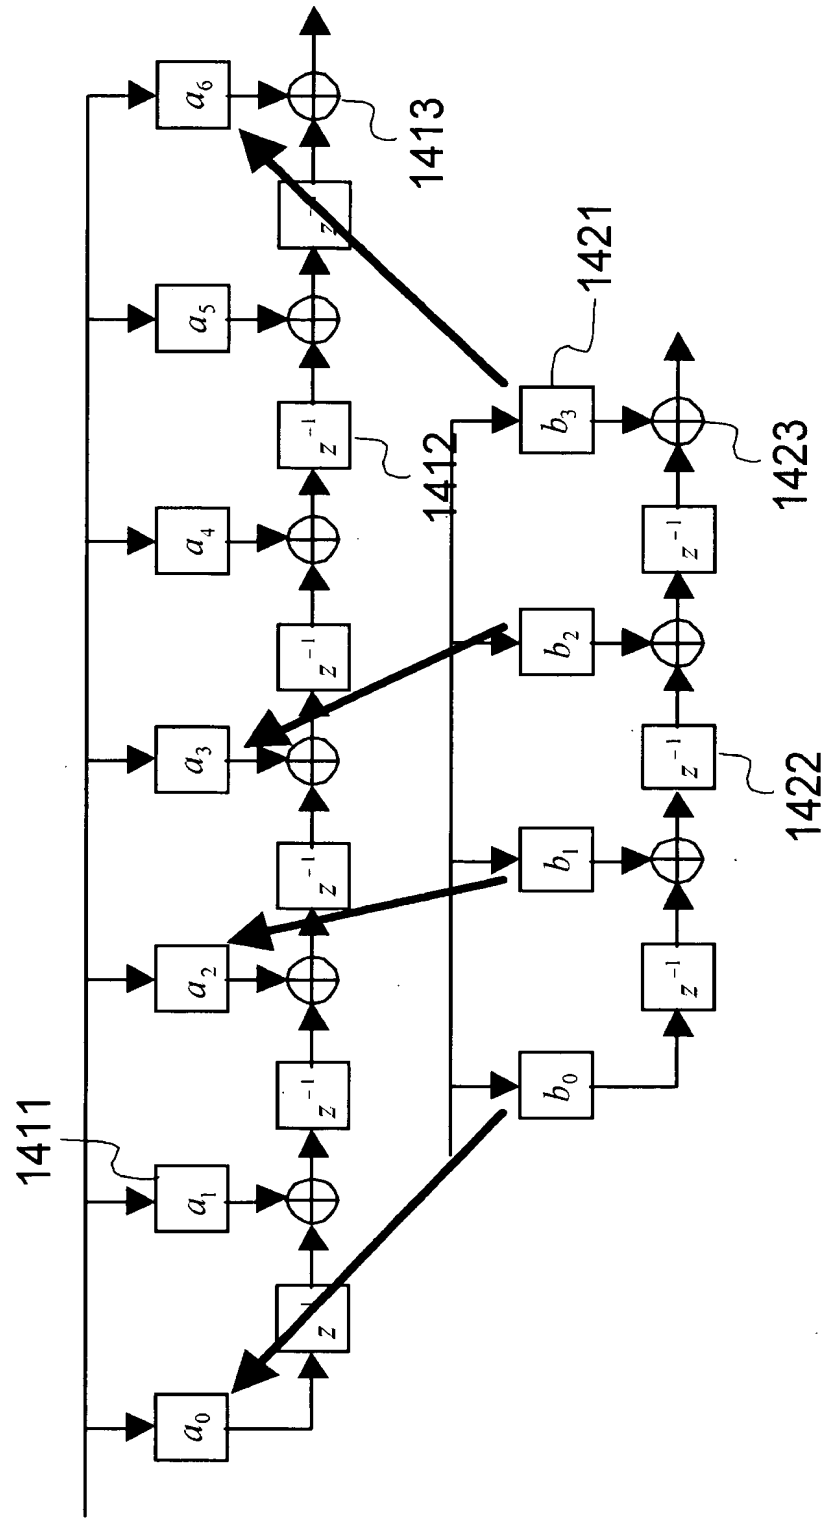 1411
a₀
a₁
a₂
a₃
a₄
a₅
a₆
z⁻¹
z⁻¹
z⁻¹
z⁻¹
z⁻¹
z⁻¹
1412
1413
b₀
b₁
b₂
b₃
1421
z⁻¹
z⁻¹
z⁻¹
1422
1423